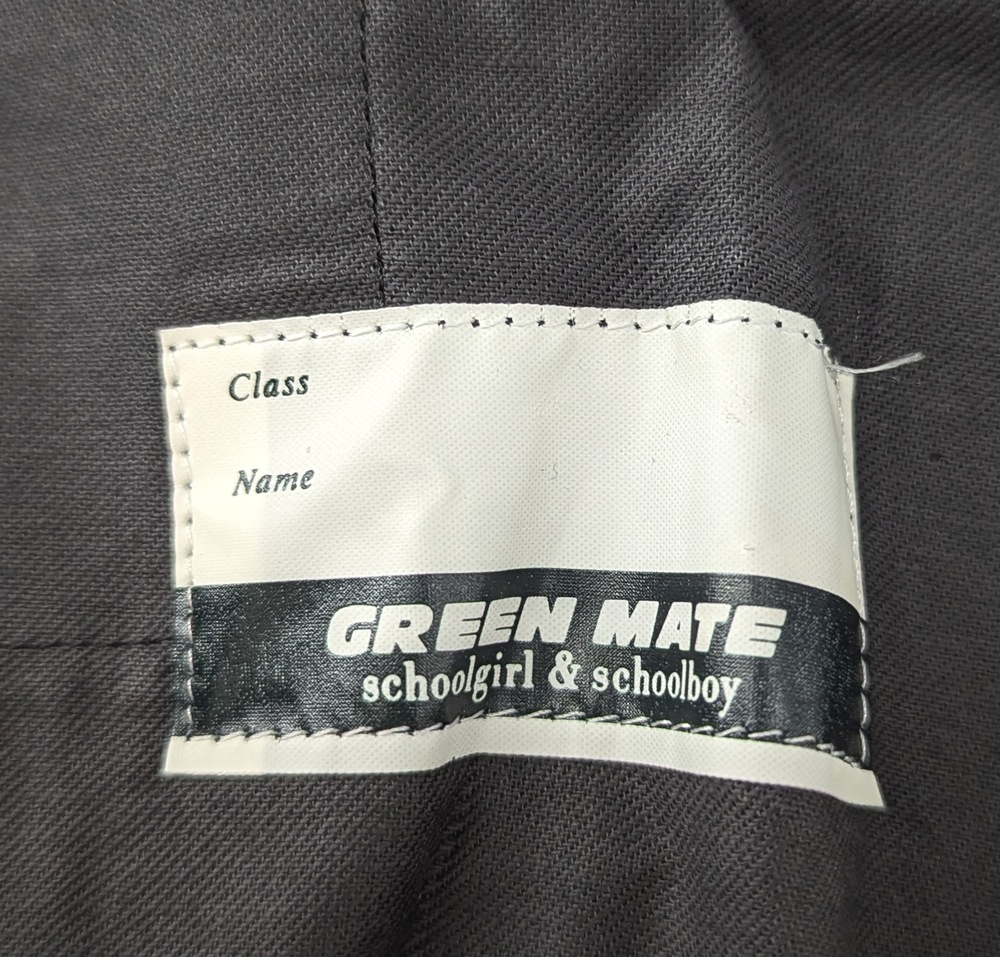 Class
Name
GREEN MATE
schoolgirl & schoolboy